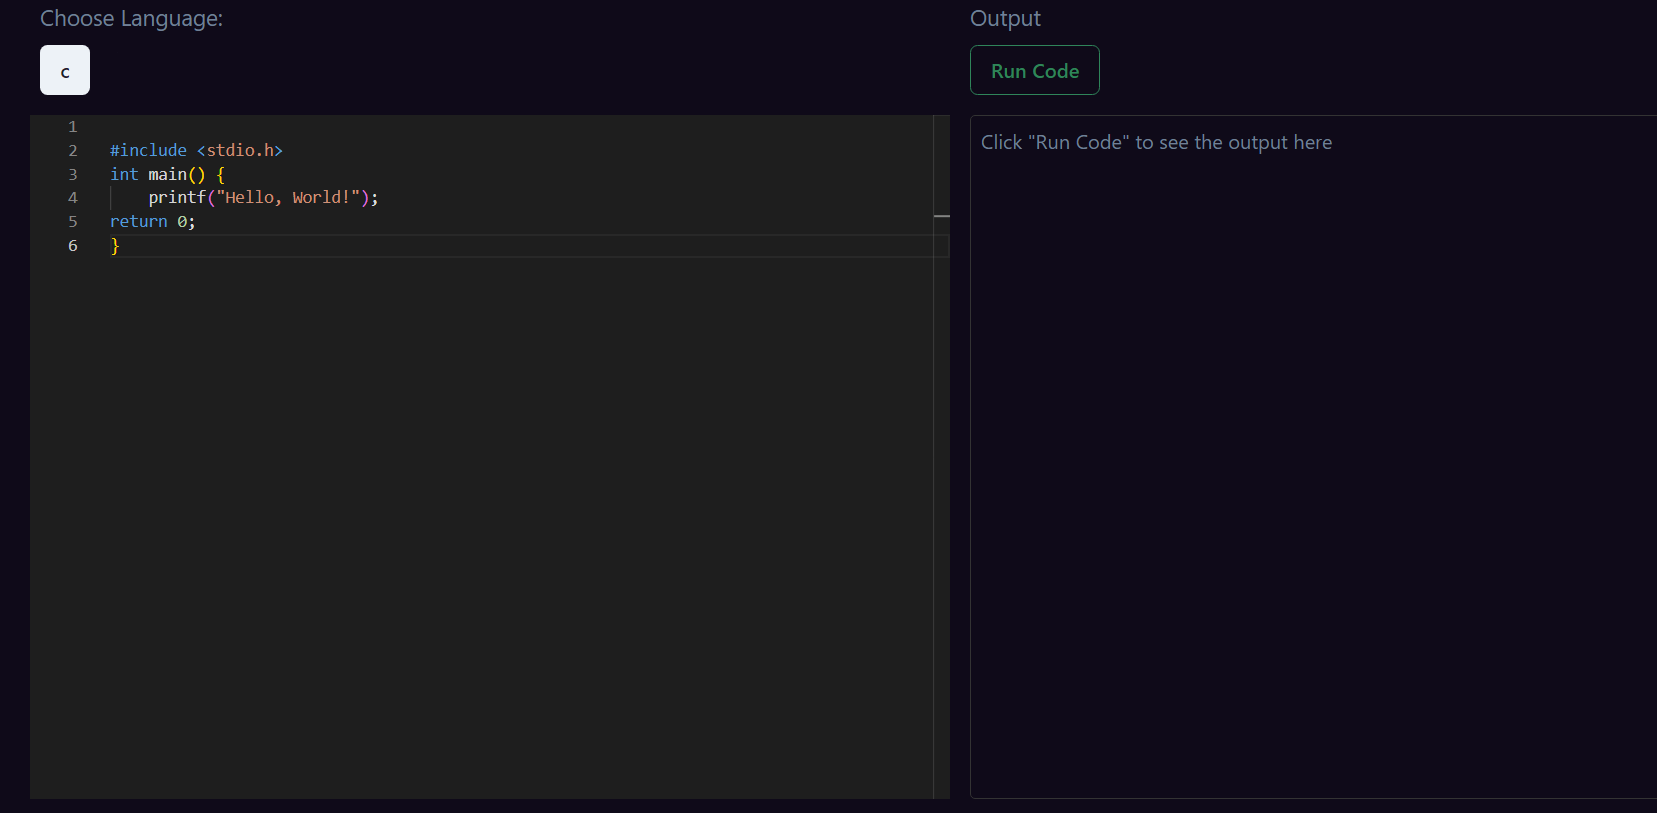 Choose Language:
c
1
2 #include <stdio.h>
3 int main() {
4     printf("Hello, World!");
5 return 0;
6 }
Output
Run Code
Click "Run Code" to see the output here